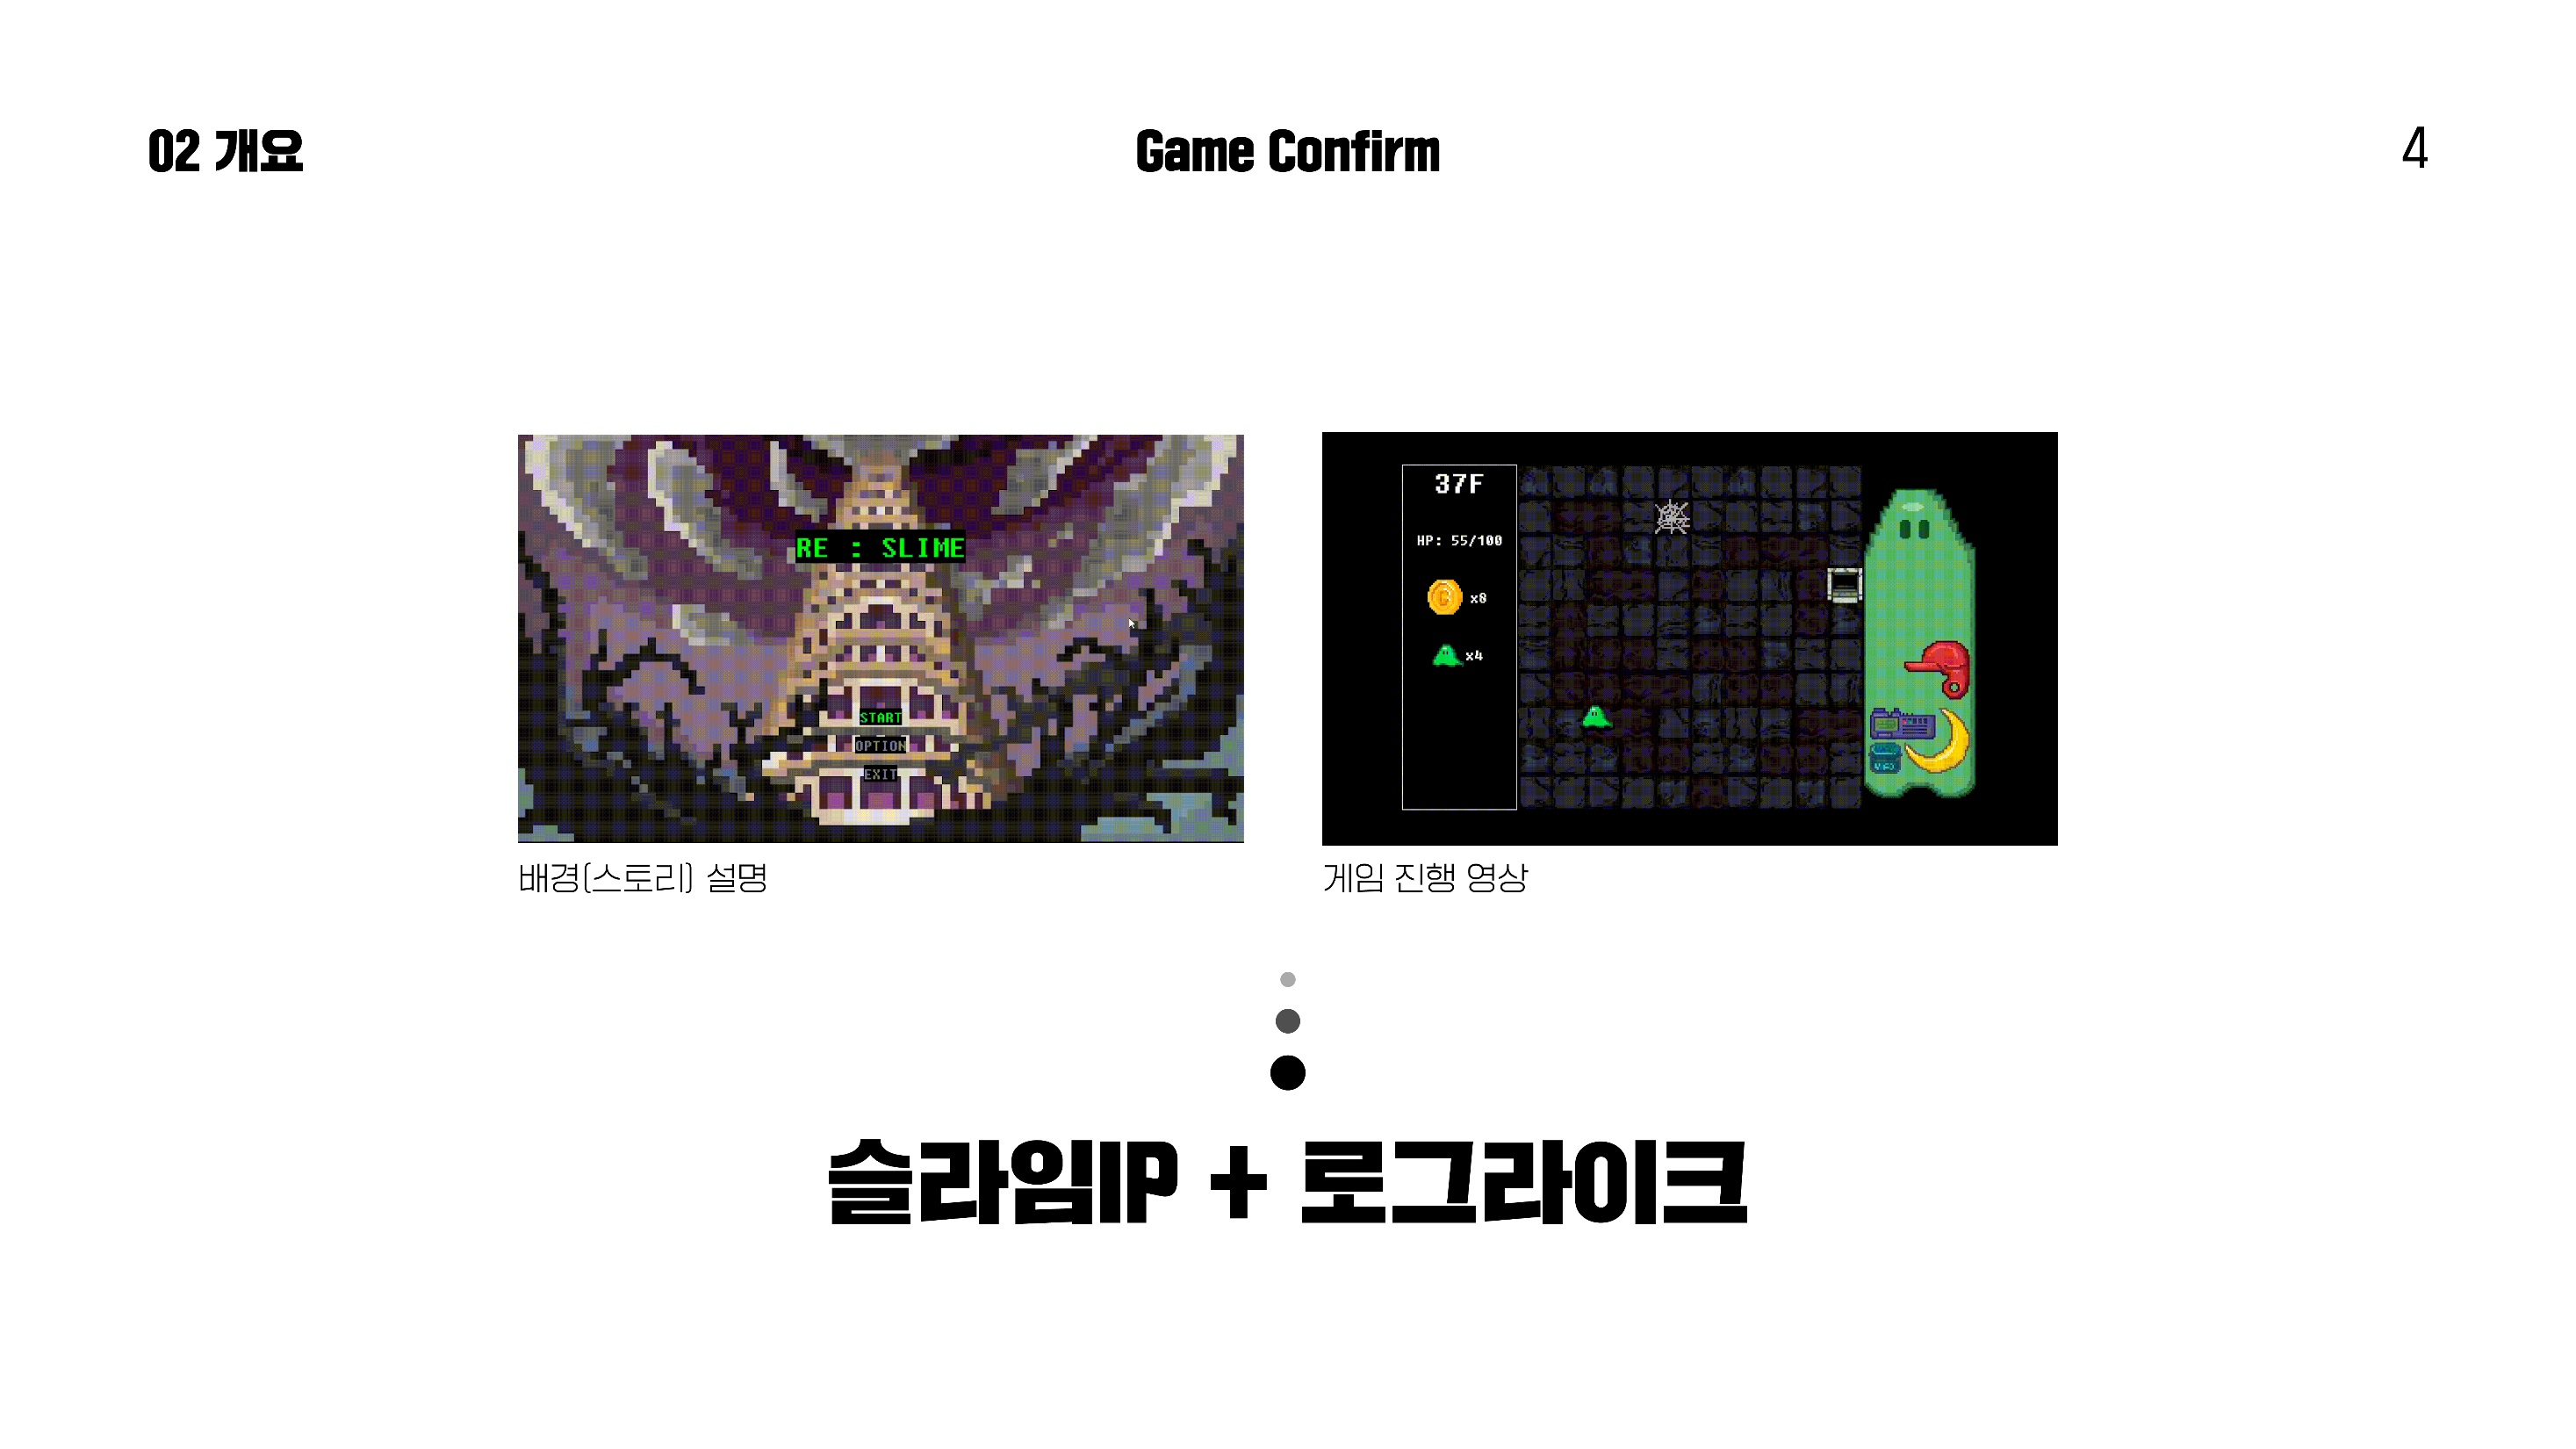 02 개요
Game Confirm
4
RE : SLIME
START
OPTION
EXIT
37F
HP: 55/100
x8
x4
배경(스토리) 설명
게임 진행 영상
슬라임IP + 로그라이크